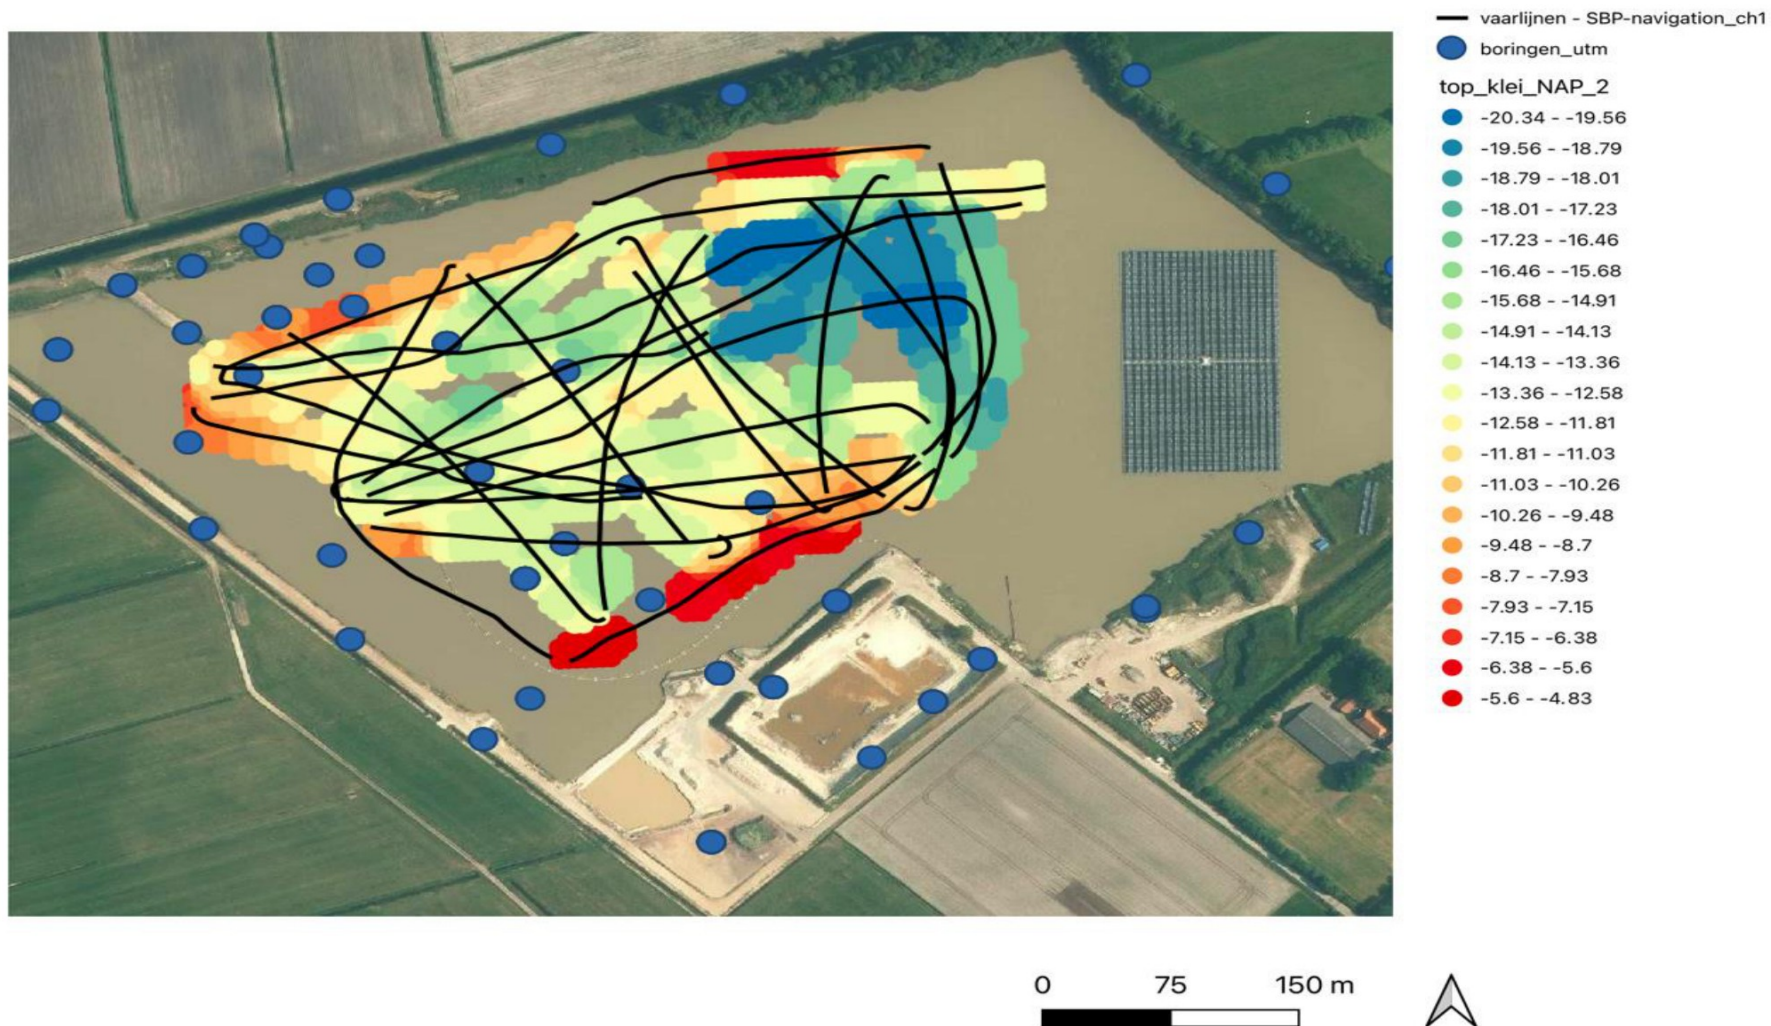 vaarlijnen - SBP-navigation_ch1
boringen_utm
top_klei_NAP_2
-20.34 - -19.56
-19.56 - -18.79
-18.79 - -18.01
-18.01 - -17.23
-17.23 - -16.46
-16.46 - -15.68
-15.68 - -14.91
-14.91 - -14.13
-14.13 - -13.36
-13.36 - -12.58
-12.58 - -11.81
-11.81 - -11.03
-11.03 - -10.26
-10.26 - -9.48
-9.48 - -8.7
-8.7 - -7.93
-7.93 - -7.15
-7.15 - -6.38
-6.38 - -5.6
-5.6 - -4.83
0 75 150 m